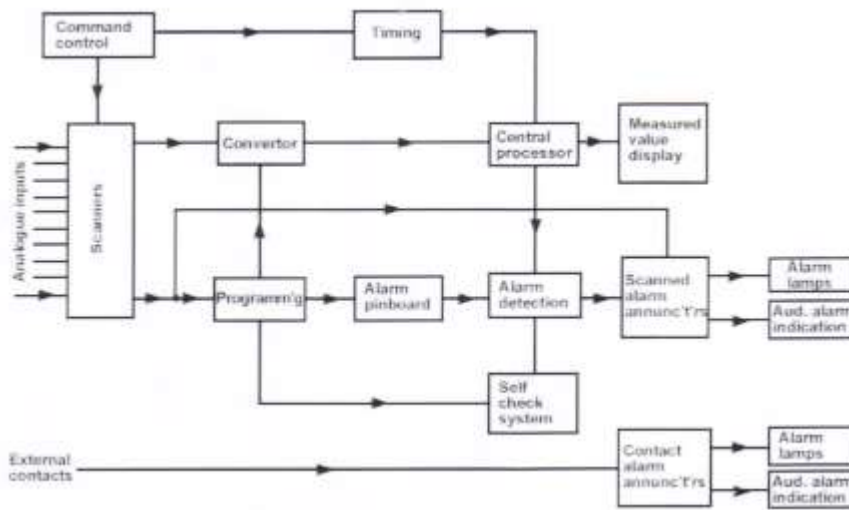 Command
control
Timing
Convertor
Central
processor
Measured
value
display
Analogue inputs
Scanners
Programm'g
Alarm
pinboard
Alarm
detection
Scanned
alarm
annunc't'rs
Alarm
lamps
Aud. alarm
indication
Self
check
system
External
contacts
Contact
alarm
annunc't'rs
Alarm
lamps
Aud. alarm
indication